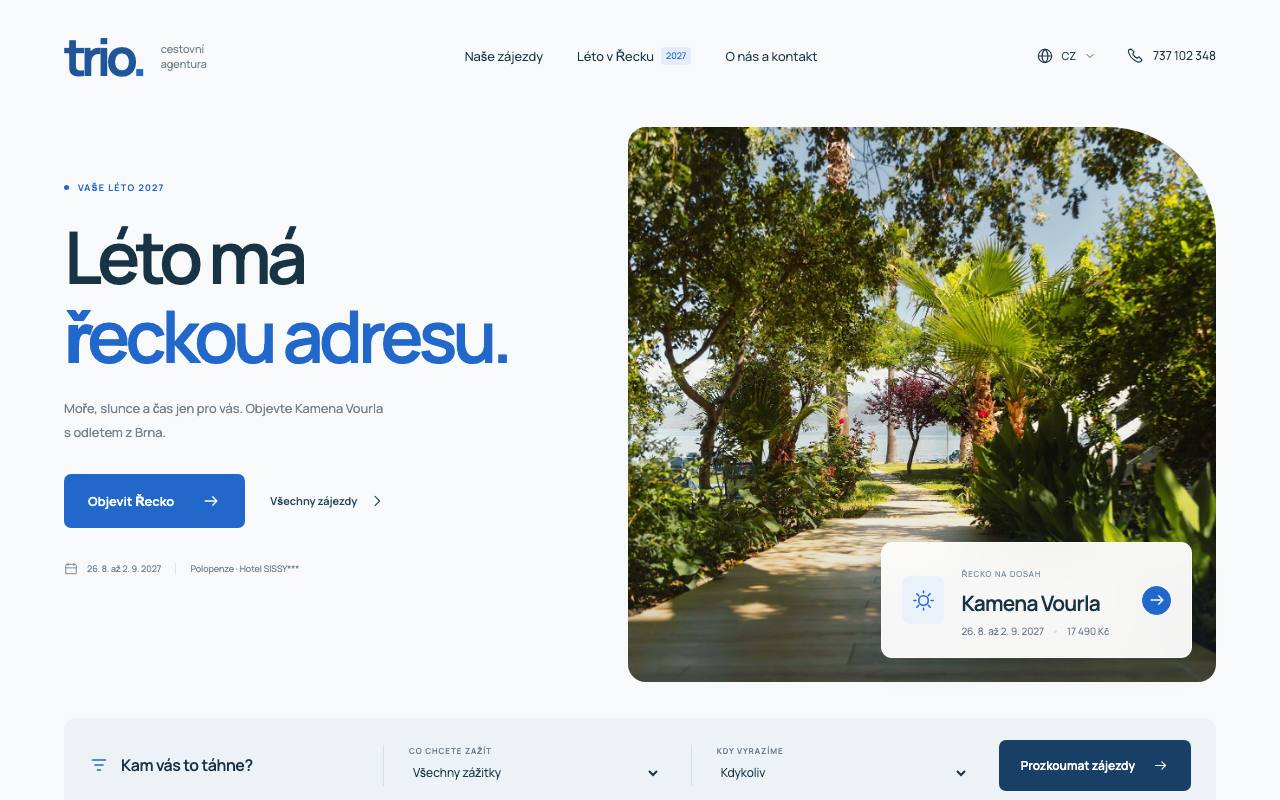 trio.
cestovní
agentura
Naše zájezdy
Léto v Řecku 2027
O nás a kontakt
CZ
737 102 348
VAŠE LÉTO 2027
Léto má
řeckou adresu.
Moře, slunce a čas jen pro vás. Objevte Kamena Vourla
s odletem z Brna.
Objevit Řecko
Všechny zájezdy
26. 8. až 2. 9. 2027
Polopenze · Hotel SISSY***
ŘECKO NA DOSAH
Kamena Vourla
26. 8. až 2. 9. 2027 • 17 490 Kč
Kam vás to táhne?
CO CHCETE ZAŽÍT
Všechny zážitky
KDY VYRAZÍME
Kdykoliv
Prozkoumat zájezdy